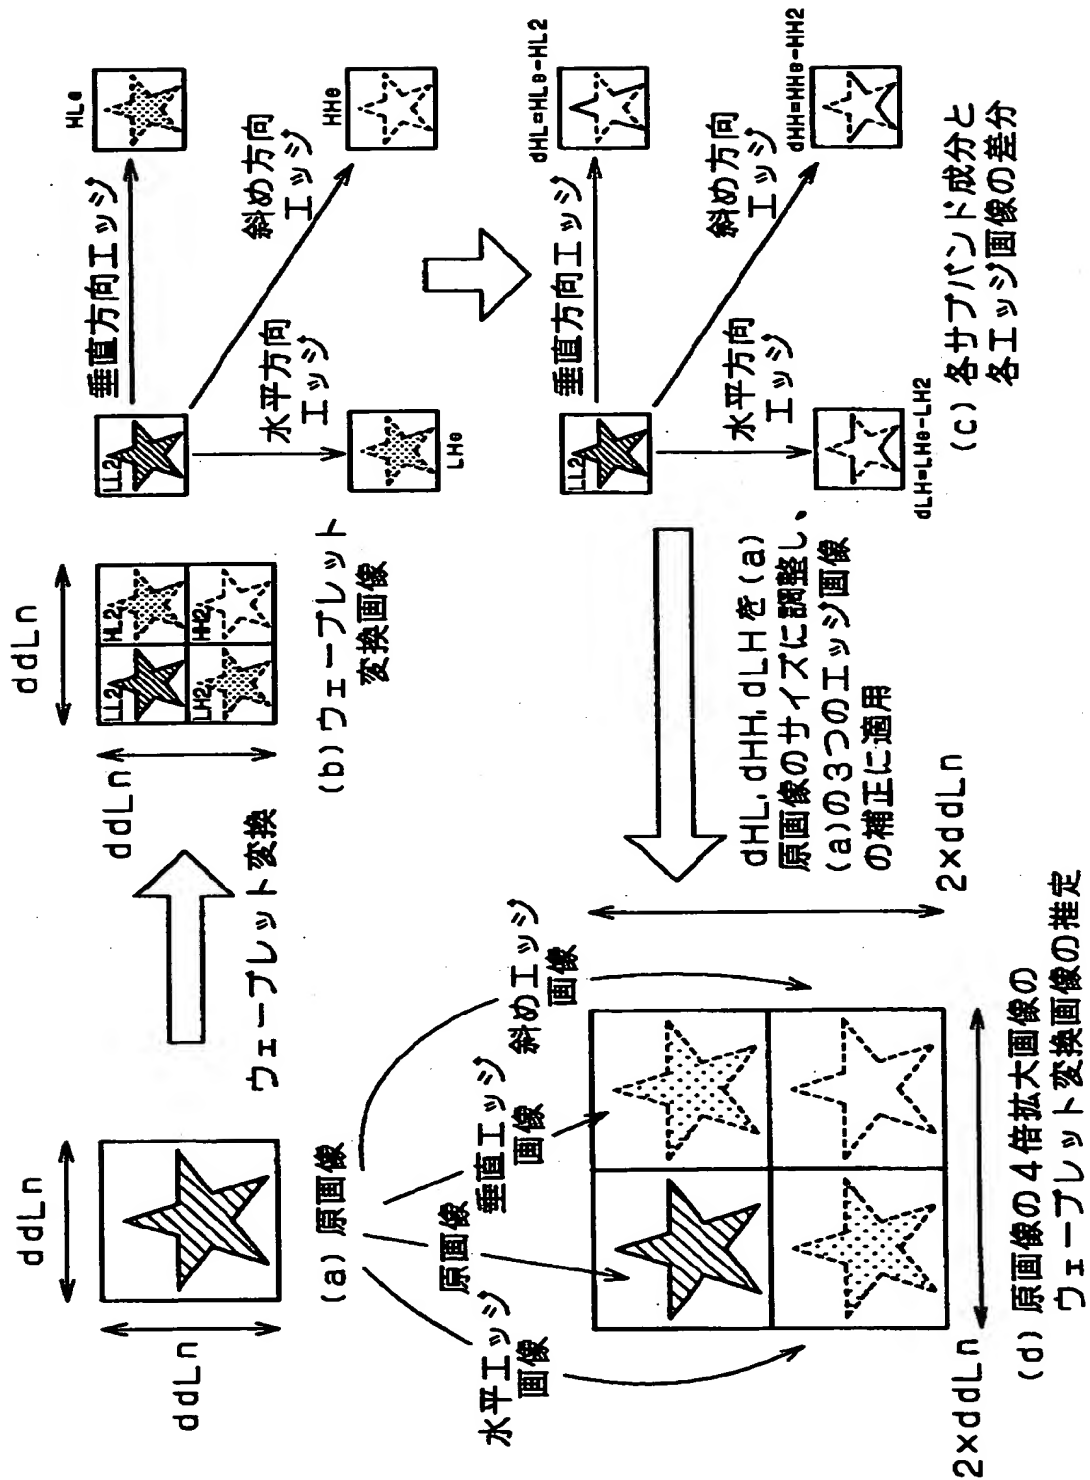 ddLn
ddLn
(a) 原画像
ウェーブレット変換
ddLn
ddLn
LL2
HL2
LH2
HH2
(b) ウェーブレット
変換画像
LL2
垂直方向エッジ
HLe
斜め方向
エッジ
HHe
水平方向
エッジ
LHe
LL2
垂直方向エッジ
dHL=HLe-HL2
斜め方向
エッジ
dHH=HHe-HH2
水平方向
エッジ
dLH=LHe-LH2
(c) 各サブバンド成分と
各エッジ画像の差分
dHL,dHH,dLHを(a)
原画像のサイズに調整し、
(a)の3つのエッジ画像
の補正に適用
水平エッジ
画像
原画像
垂直エッジ
画像
斜めエッジ
画像
2×ddLn
2×ddLn
(d) 原画像の4倍拡大画像の
ウェーブレット変換画像の推定